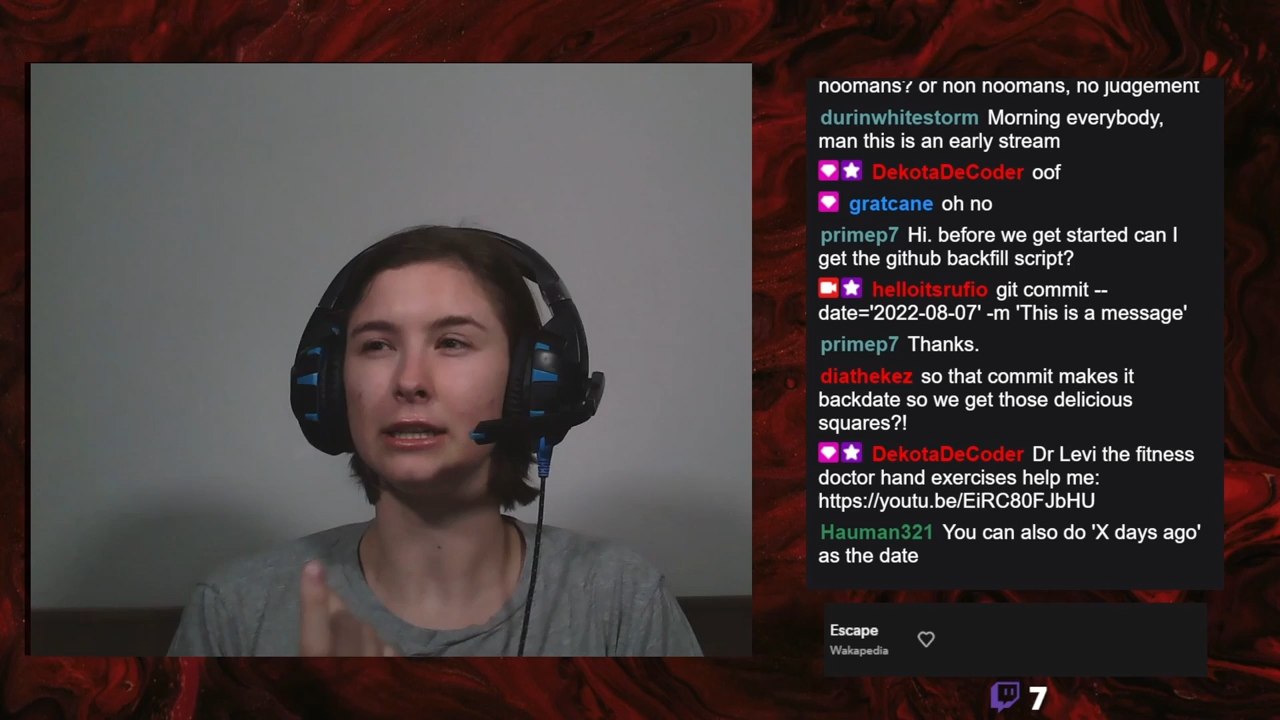 noomans? or non noomans, no judgement
durinwhitestorm Morning everybody,
man this is an early stream
DekotaDeCoder oof
gratcane oh no
primep7 Hi. before we get started can I
get the github backfill script?
helloitsrufio git commit --
date='2022-08-07' -m 'This is a message'
primep7 Thanks.
diathekez so that commit makes it
backdate so we get those delicious
squares?!
DekotaDeCoder Dr Levi the fitness
doctor hand exercises help me:
https://youtu.be/EiRC80FJbHU
Hauman321 You can also do 'X days ago'
as the date
Escape
Wakapedia
7